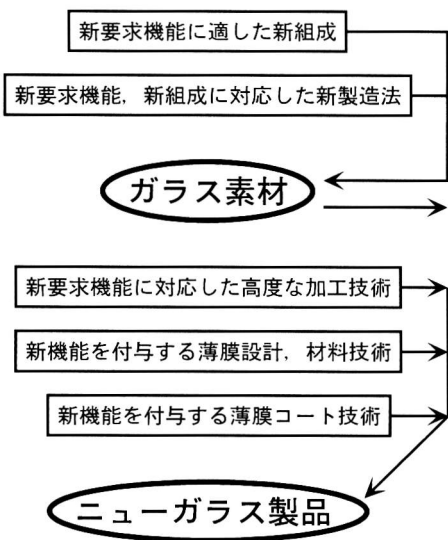 新要求機能に適した新組成
新要求機能，新組成に対応した新製造法
ガラス素材
新要求機能に対応した高度な加工技術
新機能を付与する薄膜設計，材料技術
新機能を付与する薄膜コート技術
ニューガラス製品